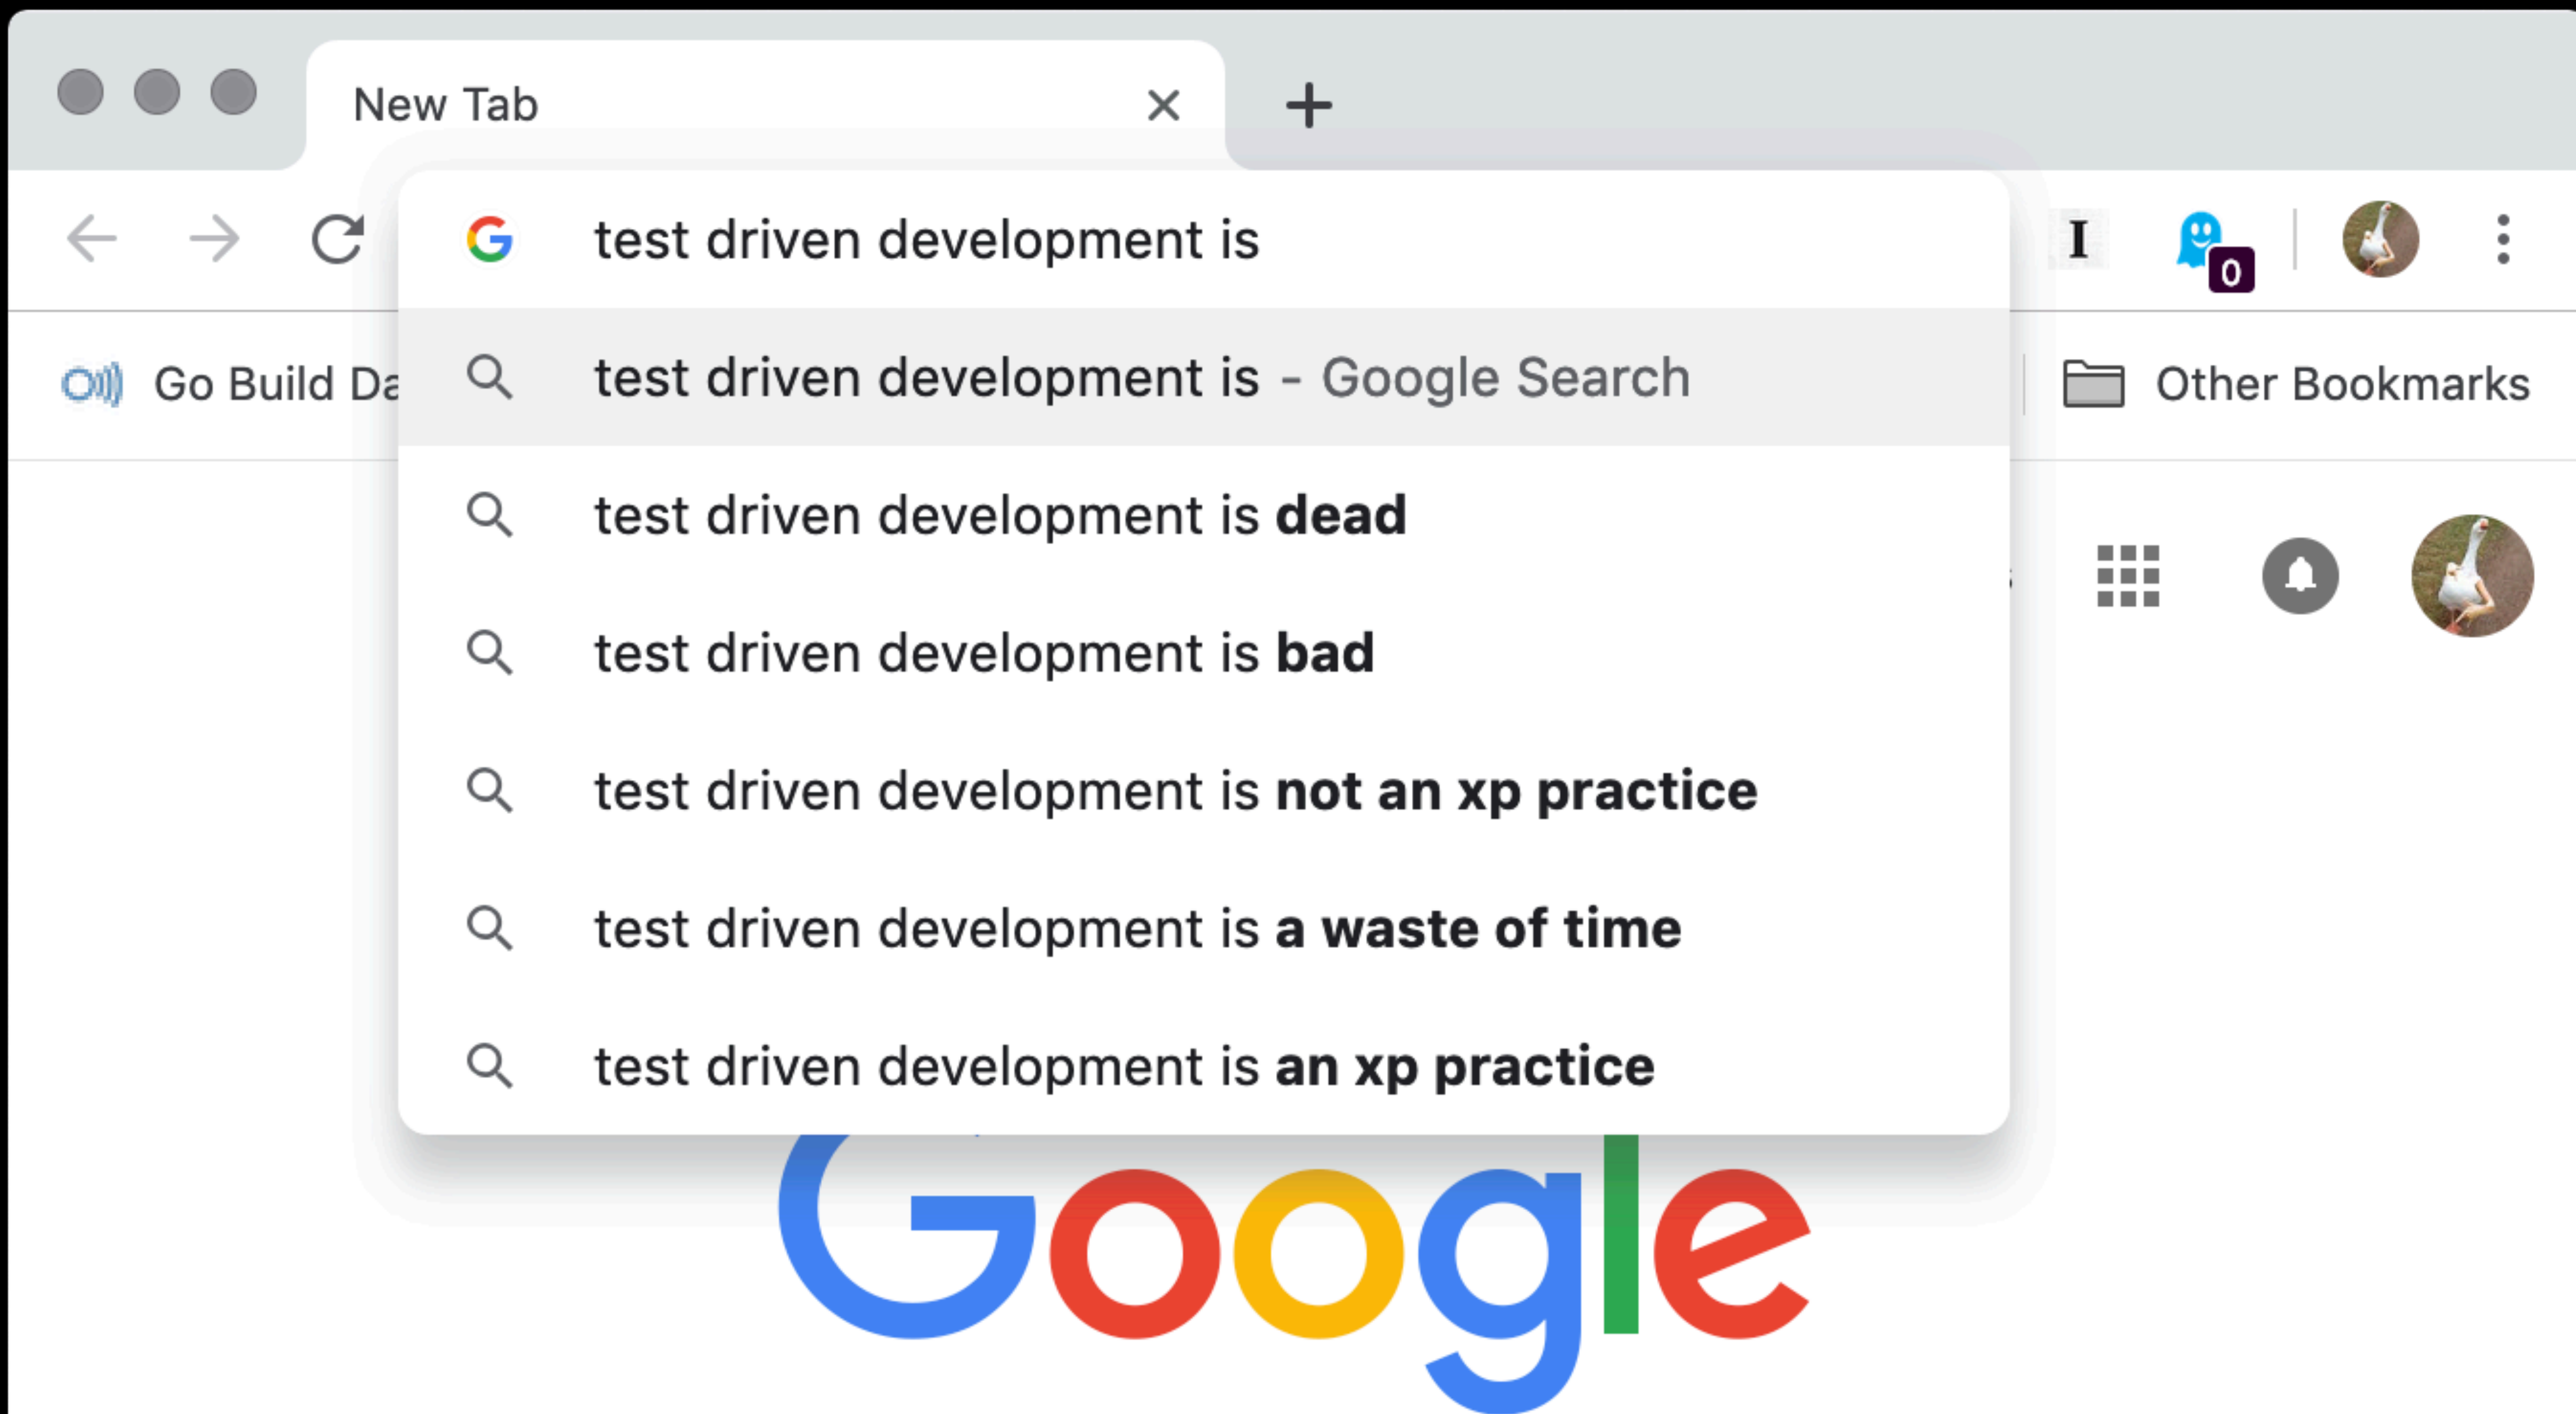 New Tab
test driven development is
I
0
Go Build Da
test driven development is - Google Search
Other Bookmarks
test driven development is dead
test driven development is bad
test driven development is not an xp practice
test driven development is a waste of time
test driven development is an xp practice
Google